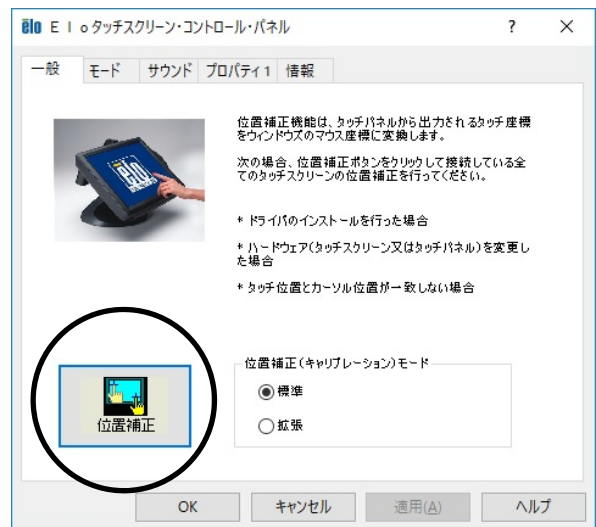 elo Ｅｌｏタッチスクリーン・コントロール・パネル ? ×
一般 モード サウンド プロパティ1 情報
位置補正機能は、タッチパネルから出力されるタッチ座標
をウィンドウズのマウス座標に変換します。
次の場合、位置補正ボタンをクリックして接続している全
てのタッチスクリーンの位置補正を行ってください。
* ドライバのインストールを行った場合
* ハードウェア(タッチスクリーン又はタッチパネル)を変更し
た場合
* タッチ位置とカーソル位置が一致しない場合
elo
位置補正(キャリブレーション)モード
標準
拡張
位置補正
OK キャンセル 適用(A) ヘルプ